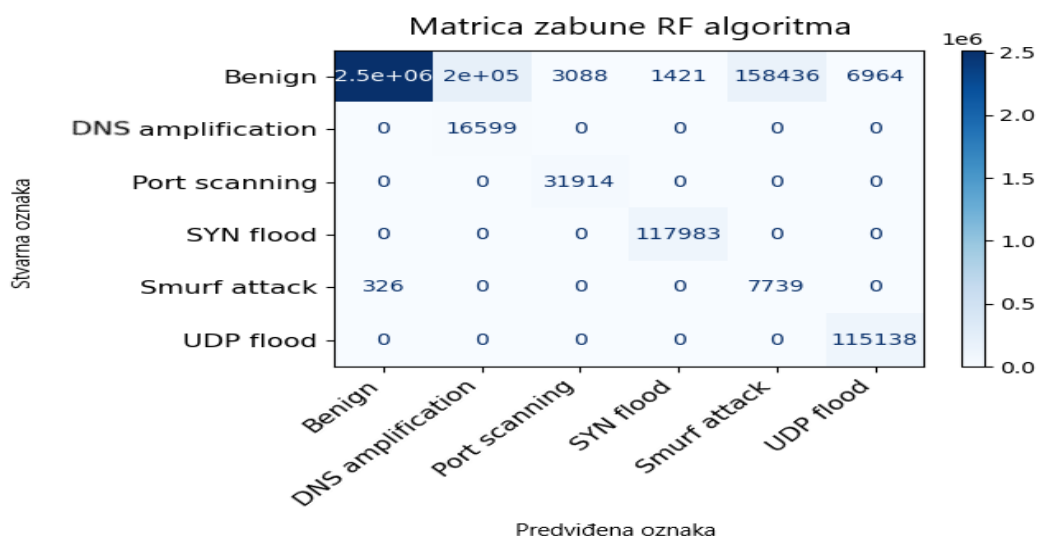 Matrica zabune RF algoritma
1e6
Benign 2.5e+06 2e+05 3088 1421 158436 6964
DNS amplification 0 16599 0 0 0 0
Port scanning 0 0 31914 0 0 0
SYN flood 0 0 0 117983 0 0
Smurf attack 326 0 0 0 7739 0
UDP flood 0 0 0 0 0 115138
Stvarna oznaka
Benign
DNS amplification
Port scanning
SYN flood
Smurf attack
UDP flood
Predviđena oznaka
2.5
2.0
1.5
1.0
0.5
0.0